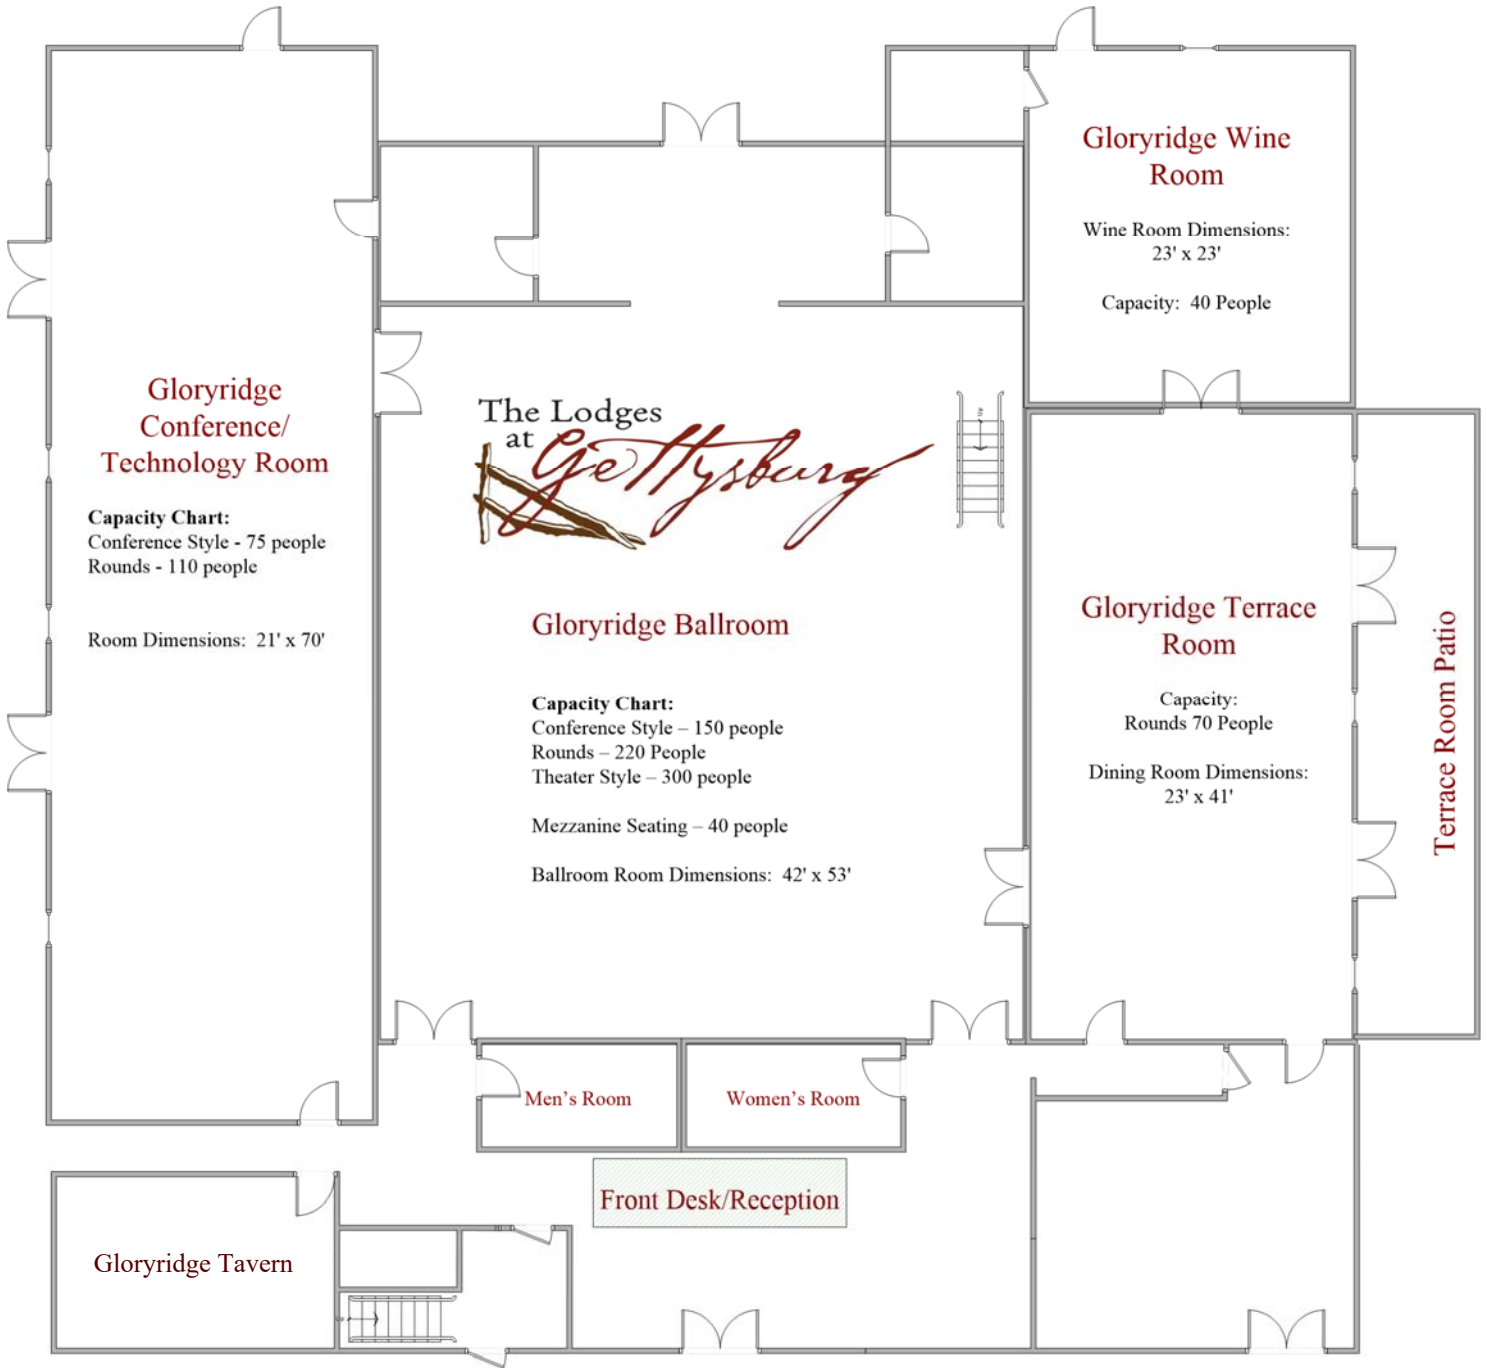 Gloryridge Wine
Room
Wine Room Dimensions:
23' x 23'
Capacity: 40 People
Gloryridge
Conference/
Technology Room
Capacity Chart:
Conference Style - 75 people
Rounds - 110 people
Room Dimensions: 21' x 70'
The Lodges
at Gettysburg
Up
Gloryridge Ballroom
Capacity Chart:
Conference Style – 150 people
Rounds – 220 People
Theater Style – 300 people
Mezzanine Seating – 40 people
Ballroom Room Dimensions: 42' x 53'
Gloryridge Terrace
Room
Capacity:
Rounds 70 People
Dining Room Dimensions:
23' x 41'
Terrace Room Patio
Men’s Room
Women’s Room
Front Desk/Reception
Gloryridge Tavern